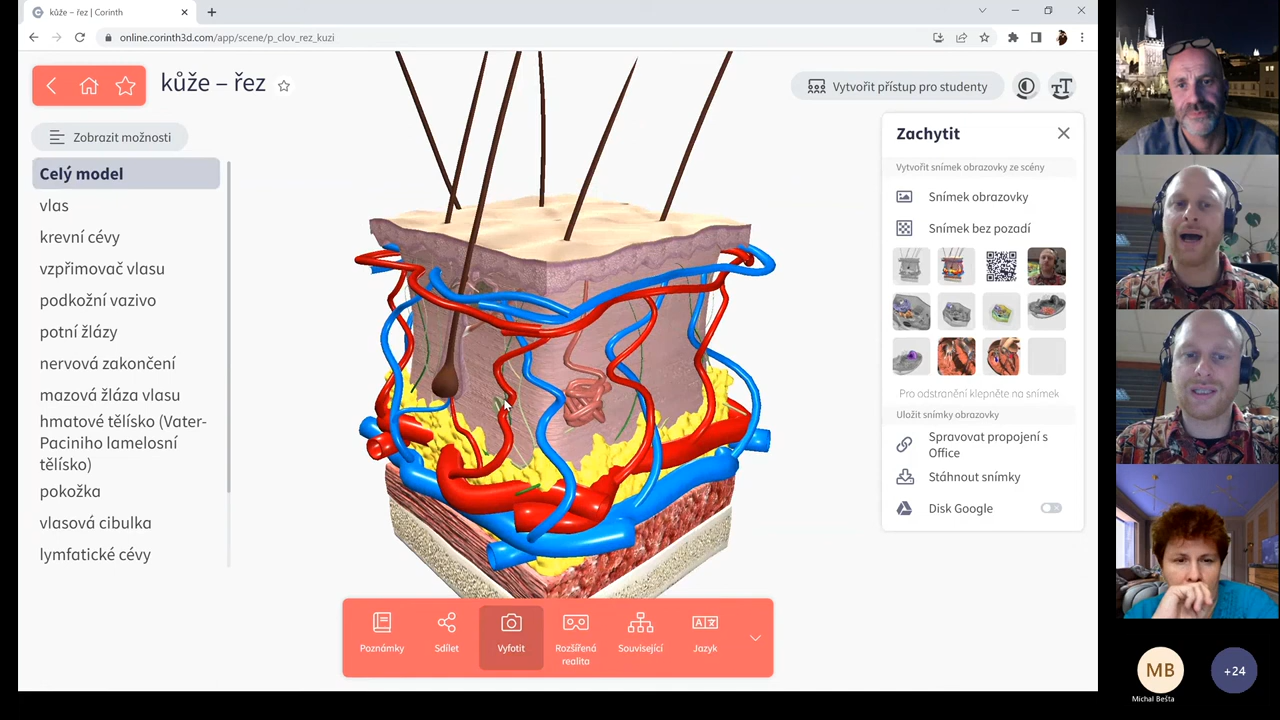 kůže – řez | Corinth
online.corinth3d.com/app/scene/p_clov_rez_kuzi
kůže – řez
Vytvořit přístup pro studenty
Zobrazit možnosti
Celý model
vlas
krevní cévy
vzpřimovač vlasu
podkožní vazivo
potní žlázy
nervová zakončení
mazová žláza vlasu
hmatové tělísko (Vater-
Paciniho lamelosní
tělísko)
pokožka
vlasová cibulka
lymfatické cévy
Zachytit
Vytvořit snímek obrazovky ze scény
Snímek obrazovky
Snímek bez pozadí
Pro odstranění klepněte na snímek
Uložit snímky obrazovky
Spravovat propojení s
Office
Stáhnout snímky
Disk Google
Poznámky
Sdílet
Vyfotit
Rozšířená
realita
Související
Jazyk
MB
Michal Bešta
+24